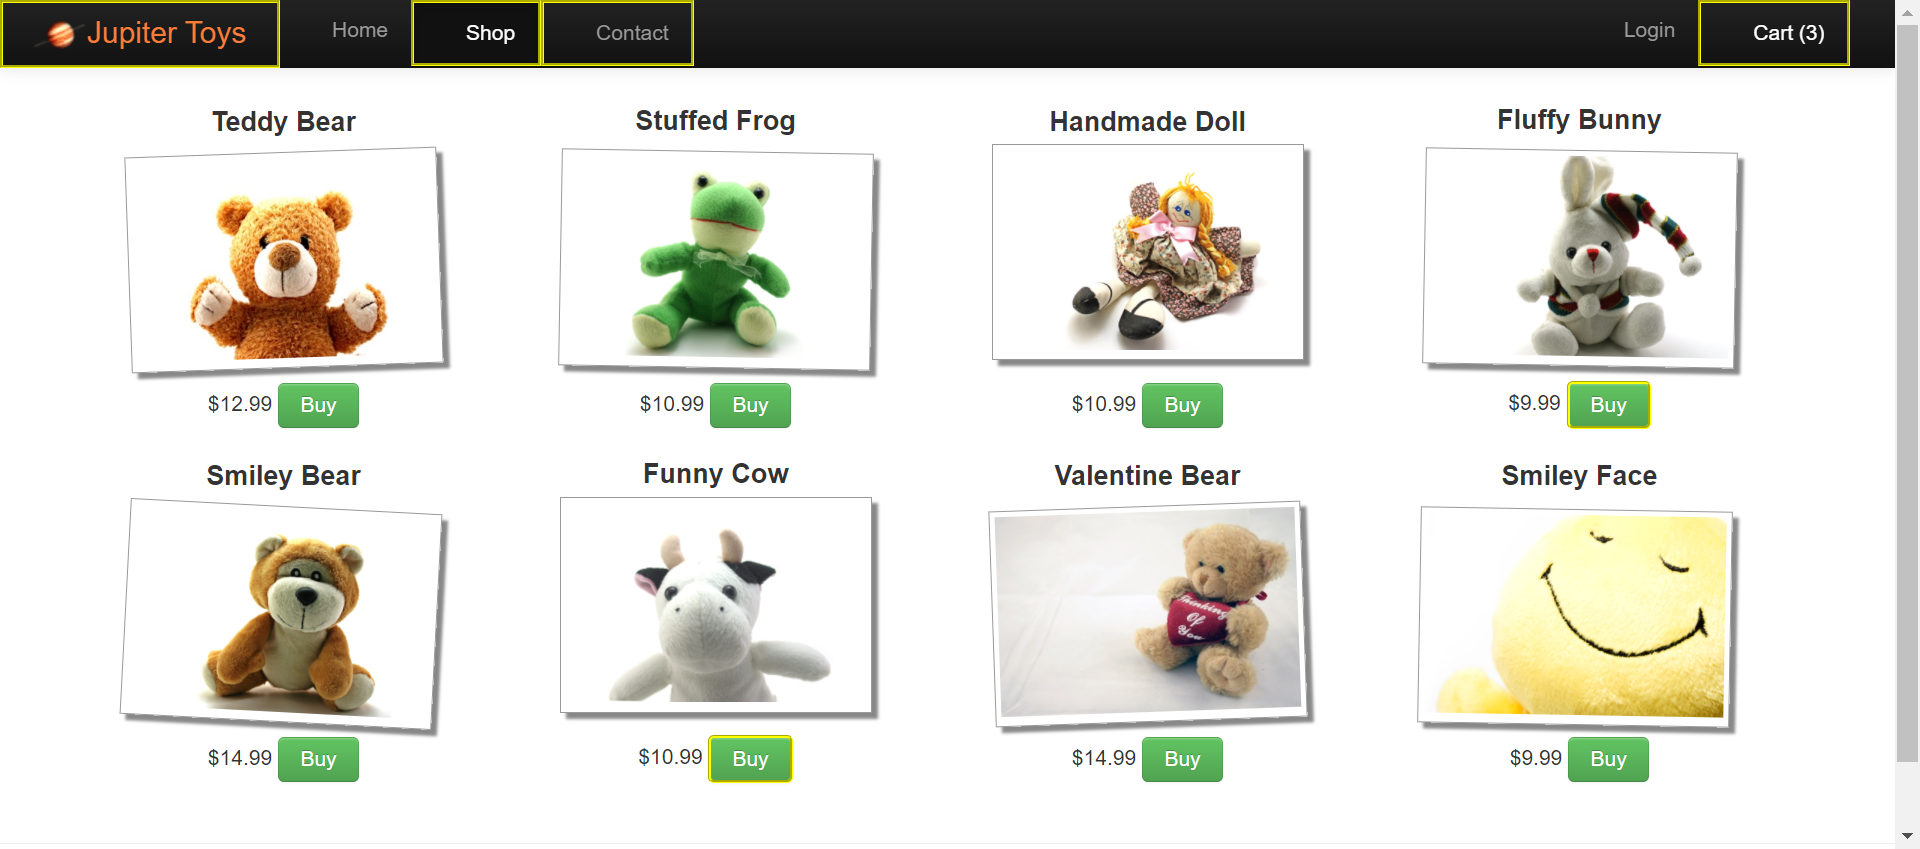 Jupiter Toys Home Shop Contact Login Cart (3)
Teddy Bear Stuffed Frog Handmade Doll Fluffy Bunny
$12.99 Buy $10.99 Buy $10.99 Buy $9.99 Buy
Smiley Bear Funny Cow Valentine Bear Smiley Face
Thinking
Of
You
$14.99 Buy $10.99 Buy $14.99 Buy $9.99 Buy